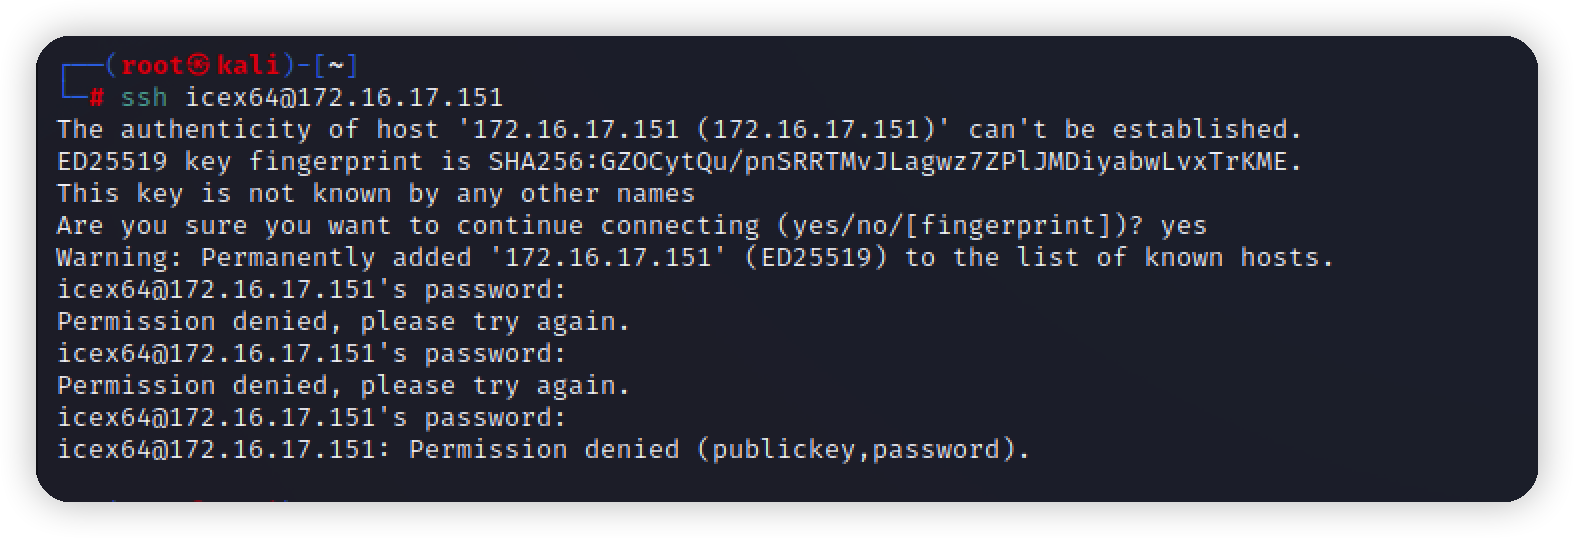 ┌──(root㉿kali)-[~]
└─# ssh icex64@172.16.17.151
The authenticity of host '172.16.17.151 (172.16.17.151)' can't be established.
ED25519 key fingerprint is SHA256:GZOCytQu/pnSRRTMvJLagwz7ZPlJMDiyabwLvxTrKME.
This key is not known by any other names
Are you sure you want to continue connecting (yes/no/[fingerprint])? yes
Warning: Permanently added '172.16.17.151' (ED25519) to the list of known hosts.
icex64@172.16.17.151's password:
Permission denied, please try again.
icex64@172.16.17.151's password:
Permission denied, please try again.
icex64@172.16.17.151's password:
icex64@172.16.17.151: Permission denied (publickey,password).